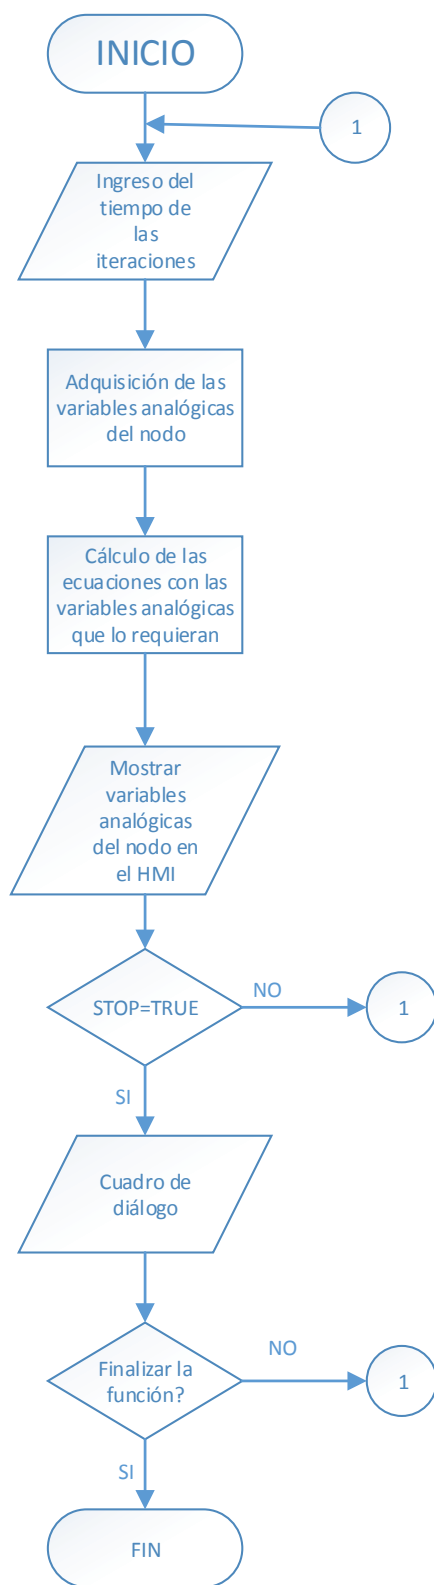 INICIO
1
Ingreso del
tiempo de
las
iteraciones
Adquisición de las
variables analógicas
del nodo
Cálculo de las
ecuaciones con las
variables analógicas
que lo requieran
Mostrar
variables
analógicas
del nodo en
el HMI
STOP=TRUE
NO
1
SI
Cuadro de
diálogo
Finalizar la
función?
NO
1
SI
FIN